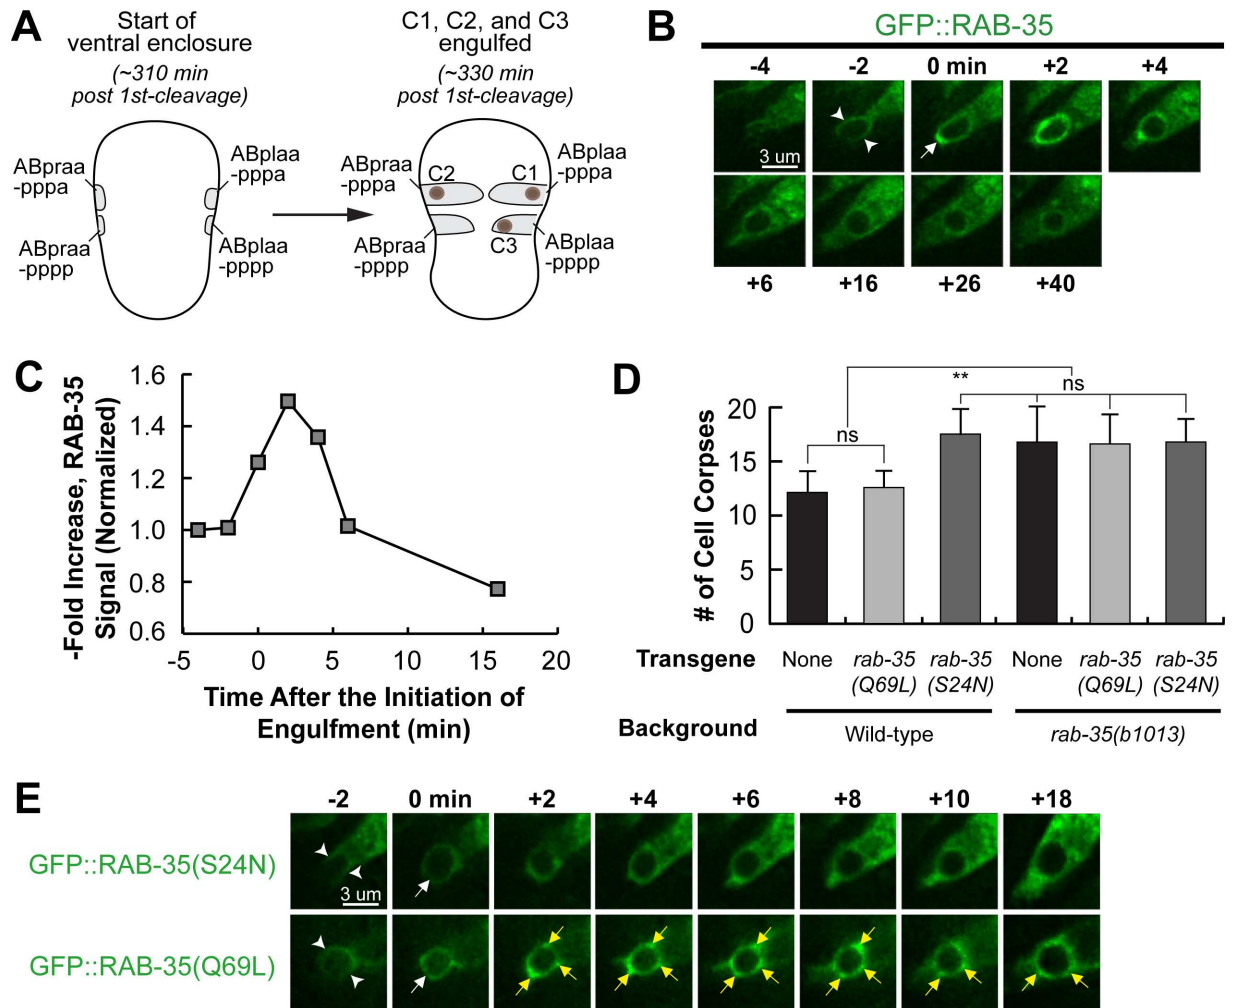 A
Start of
ventral enclosure
(~310 min
post 1st-cleavage)
C1, C2, and C3
engulfed
(~330 min
post 1st-cleavage)
ABpraa
-pppa
ABplaa
-pppa
ABpraa
-pppp
ABplaa
-pppp
ABpraa
-pppa
C2
C1
ABplaa
-pppa
ABpraa
-pppp
C3
ABplaa
-pppp
B
GFP::RAB-35
-4 -2 0 min +2 +4
3 um
+6 +16 +26 +40
C
-Fold Increase, RAB-35
Signal (Normalized)
1.6
1.4
1.2
1.0
0.8
0.6
-5 0 5 10 15 20
Time After the Initiation of
Engulfment (min)
D
# of Cell Corpses
20
15
10
5
0
**
ns
ns
Transgene None rab-35 rab-35 None rab-35 rab-35
(Q69L) (S24N) (Q69L) (S24N)
Background Wild-type rab-35(b1013)
E
-2 0 min +2 +4 +6 +8 +10 +18
GFP::RAB-35(S24N)
3 um
GFP::RAB-35(Q69L)